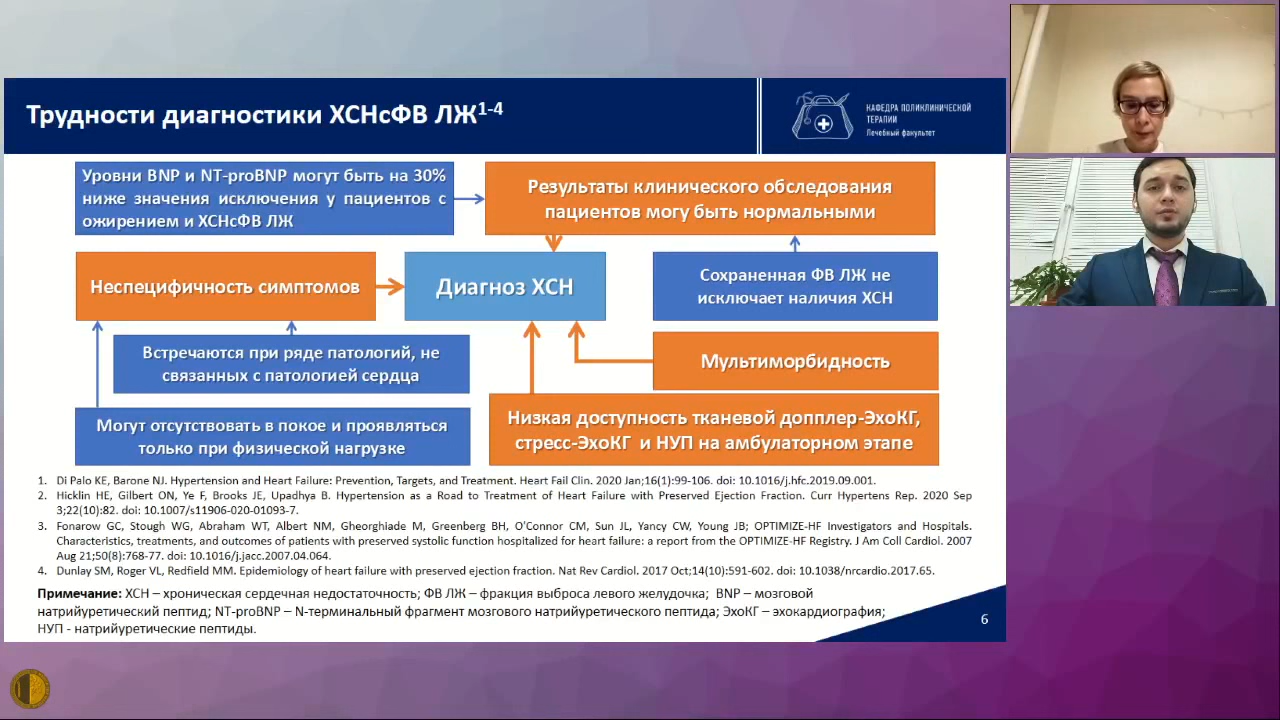 Трудности диагностики ХСНсФВ ЛЖ1-4
КАФЕДРА ПОЛИКЛИНИЧЕСКОЙ
ТЕРАПИИ
Лечебный факультет
Уровни BNP и NT-proBNP могут быть на 30%
ниже значения исключения у пациентов с
ожирением и ХСНсФВ ЛЖ
Результаты клинического обследования
пациентов могу быть нормальными
Неспецифичность симптомов
Диагноз ХСН
Сохраненная ФВ ЛЖ не
исключает наличия ХСН
Встречаются при ряде патологий, не
связанных с патологией сердца
Мультиморбидность
Могут отсутствовать в покое и проявляться
только при физической нагрузке
Низкая доступность тканевой допплер-ЭхоКГ,
стресс-ЭхоКГ и НУП на амбулаторном этапе
1. Di Palo KE, Barone NJ. Hypertension and Heart Failure: Prevention, Targets, and Treatment. Heart Fail Clin. 2020 Jan;16(1):99-106. doi: 10.1016/j.hfc.2019.09.001.
2. Hicklin HE, Gilbert ON, Ye F, Brooks JE, Upadhya B. Hypertension as a Road to Treatment of Heart Failure with Preserved Ejection Fraction. Curr Hypertens Rep. 2020 Sep
3;22(10):82. doi: 10.1007/s11906-020-01093-7.
3. Fonarow GC, Stough WG, Abraham WT, Albert NM, Gheorghiade M, Greenberg BH, O'Connor CM, Sun JL, Yancy CW, Young JB; OPTIMIZE-HF Investigators and Hospitals.
Characteristics, treatments, and outcomes of patients with preserved systolic function hospitalized for heart failure: a report from the OPTIMIZE-HF Registry. J Am Coll Cardiol. 2007
Aug 21;50(8):768-77. doi: 10.1016/j.jacc.2007.04.064.
4. Dunlay SM, Roger VL, Redfield MM. Epidemiology of heart failure with preserved ejection fraction. Nat Rev Cardiol. 2017 Oct;14(10):591-602. doi: 10.1038/nrcardio.2017.65.
Примечание: ХСН – хроническая сердечная недостаточность; ФВ ЛЖ – фракция выброса левого желудочка; BNP – мозговой
натрийуретический пептид; NT-proBNP – N-терминальный фрагмент мозгового натрийуретического пептида; ЭхоКГ – эхокардиография;
НУП - натрийуретические пептиды.
6